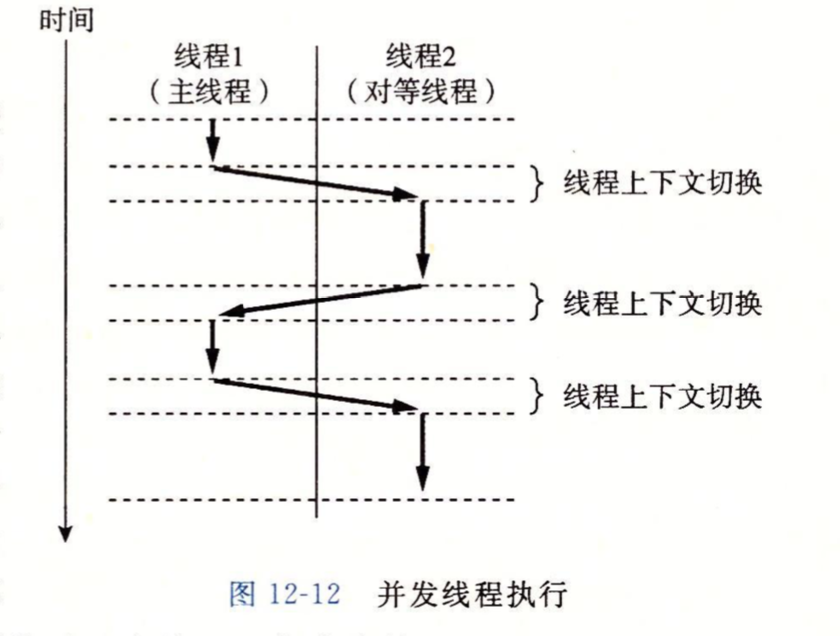 时间
线程1
（主线程）
线程2
（对等线程）
线程上下文切换
线程上下文切换
线程上下文切换
图 12-12 并发线程执行